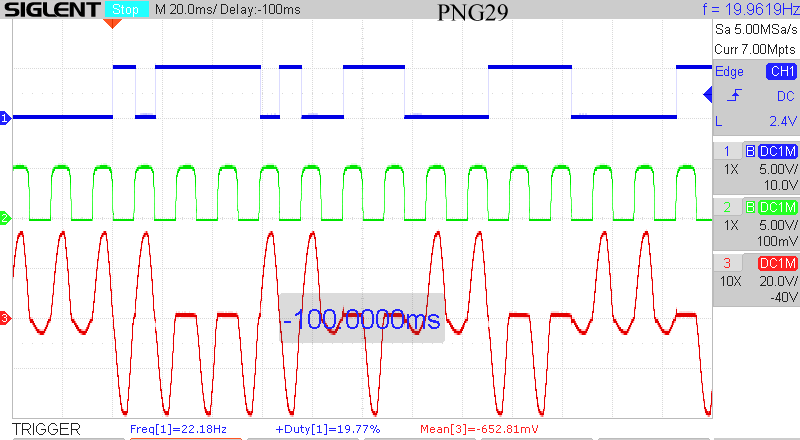 SIGLENT Stop M 20.0ms/ Delay:-100ms PNG29 f = 19.9619Hz
Sa 5.00MSa/s
Curr 7.00Mpts
Edge CH1
DC
L 2.4V
1 B DC1M
1X 5.00V/
10.0V
2 B DC1M
1X 5.00V/
100mV
3 DC1M
10X 20.0V/
-40V
1
2
3
-100.0000ms
TRIGGER Freq[1]=22.18Hz +Duty[1]=19.77% Mean[3]=-652.81mV